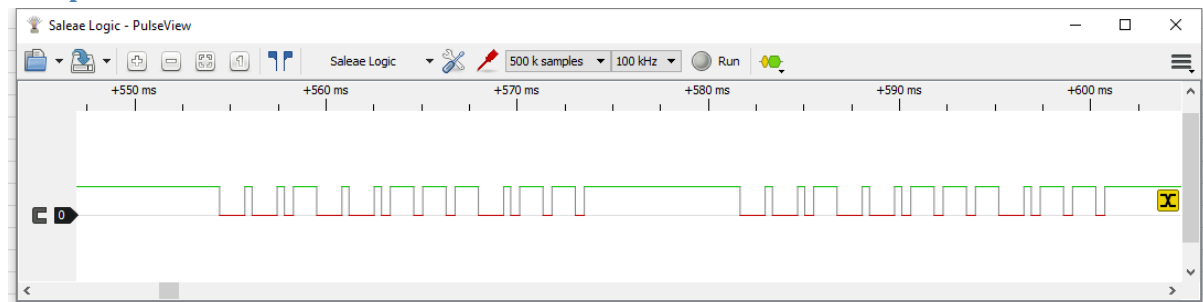 Saleae Logic - PulseView
Saleae Logic 500 k samples 100 kHz Run
+550 ms +560 ms +570 ms +580 ms +590 ms +600 ms
0